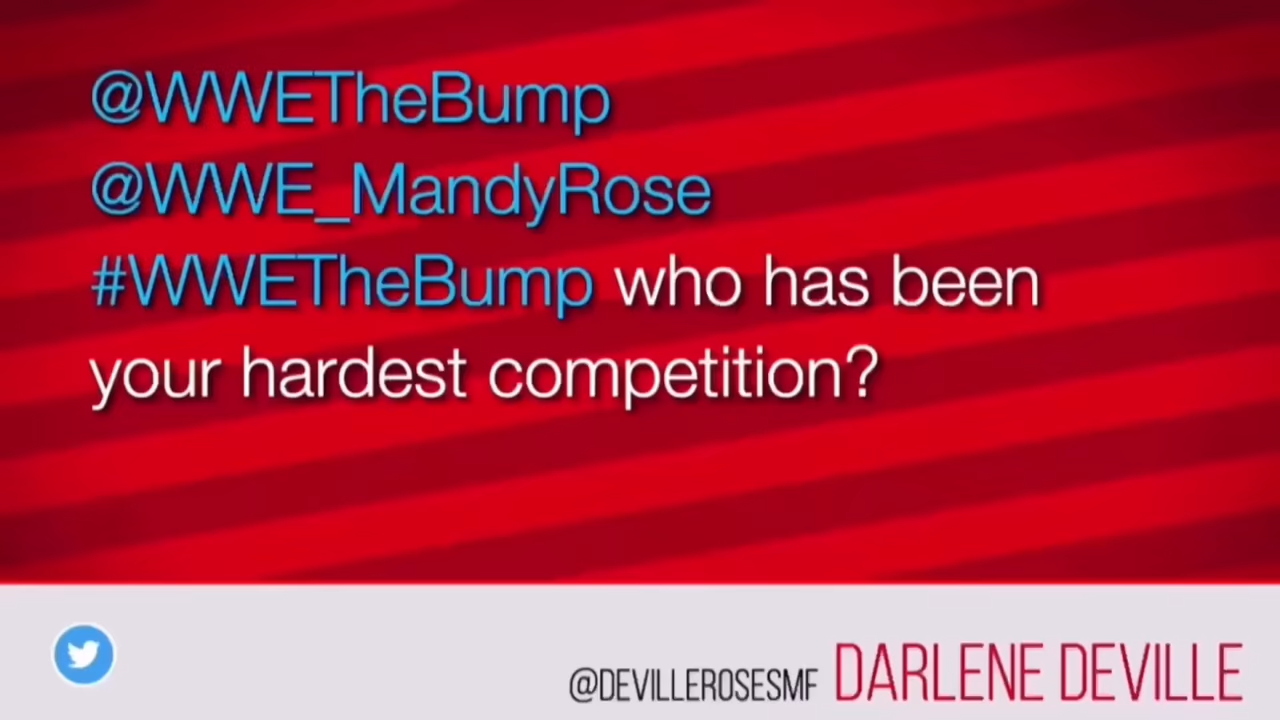 @WWETheBump
@WWE_MandyRose
#WWETheBump who has been
your hardest competition?
@DEVILLEROSESMF DARLENE DEVILLE